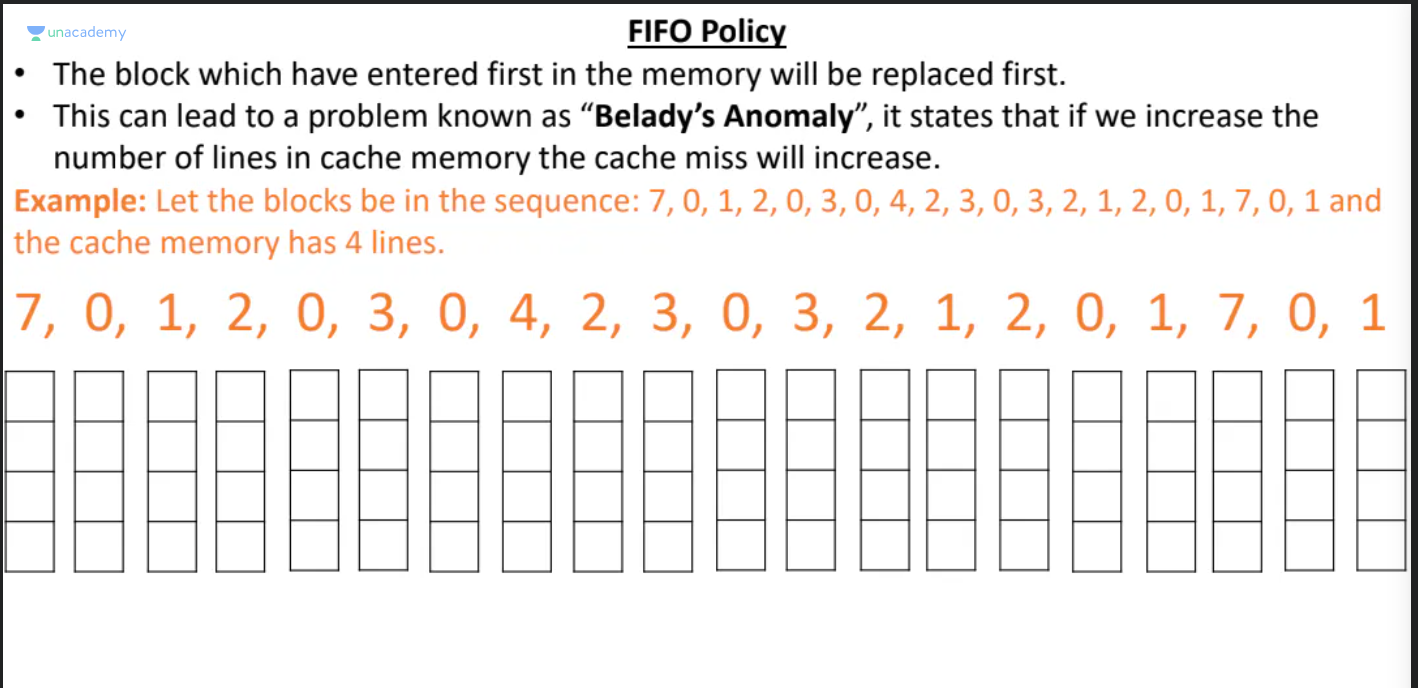 unacademy
FIFO Policy
• The block which have entered first in the memory will be replaced first.
• This can lead to a problem known as “Belady’s Anomaly”, it states that if we increase the
number of lines in cache memory the cache miss will increase.
Example: Let the blocks be in the sequence: 7, 0, 1, 2, 0, 3, 0, 4, 2, 3, 0, 3, 2, 1, 2, 0, 1, 7, 0, 1 and
the cache memory has 4 lines.
7, 0, 1, 2, 0, 3, 0, 4, 2, 3, 0, 3, 2, 1, 2, 0, 1, 7, 0, 1